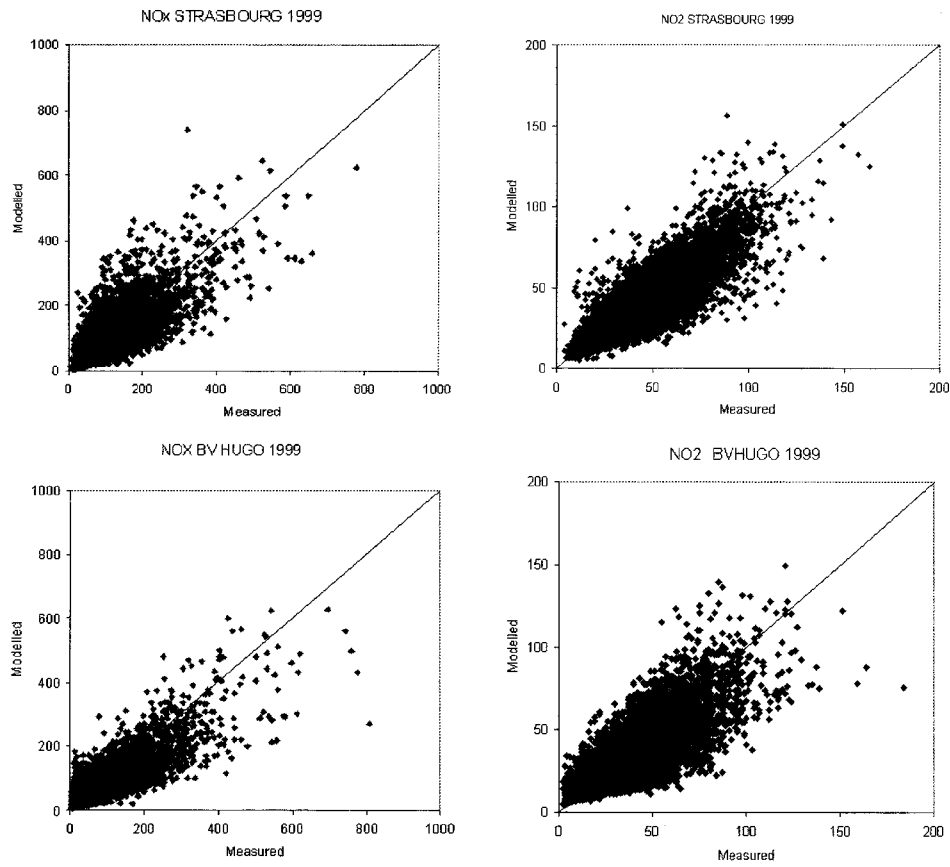 NOx STRASBOURG 1999
1000
800
600
400
200
0
Modelled
0 200 400 600 800 1000
Measured
NO2 STRASBOURG 1999
200
150
100
50
0
Modelled
0 50 100 150 200
Measured
NOX BV HUGO 1999
1000
800
600
400
200
0
Modelled
0 200 400 600 800 1000
Measured
NO2 BVHUGO 1999
200
150
100
50
0
Modelled
0 50 100 150 200
Measured